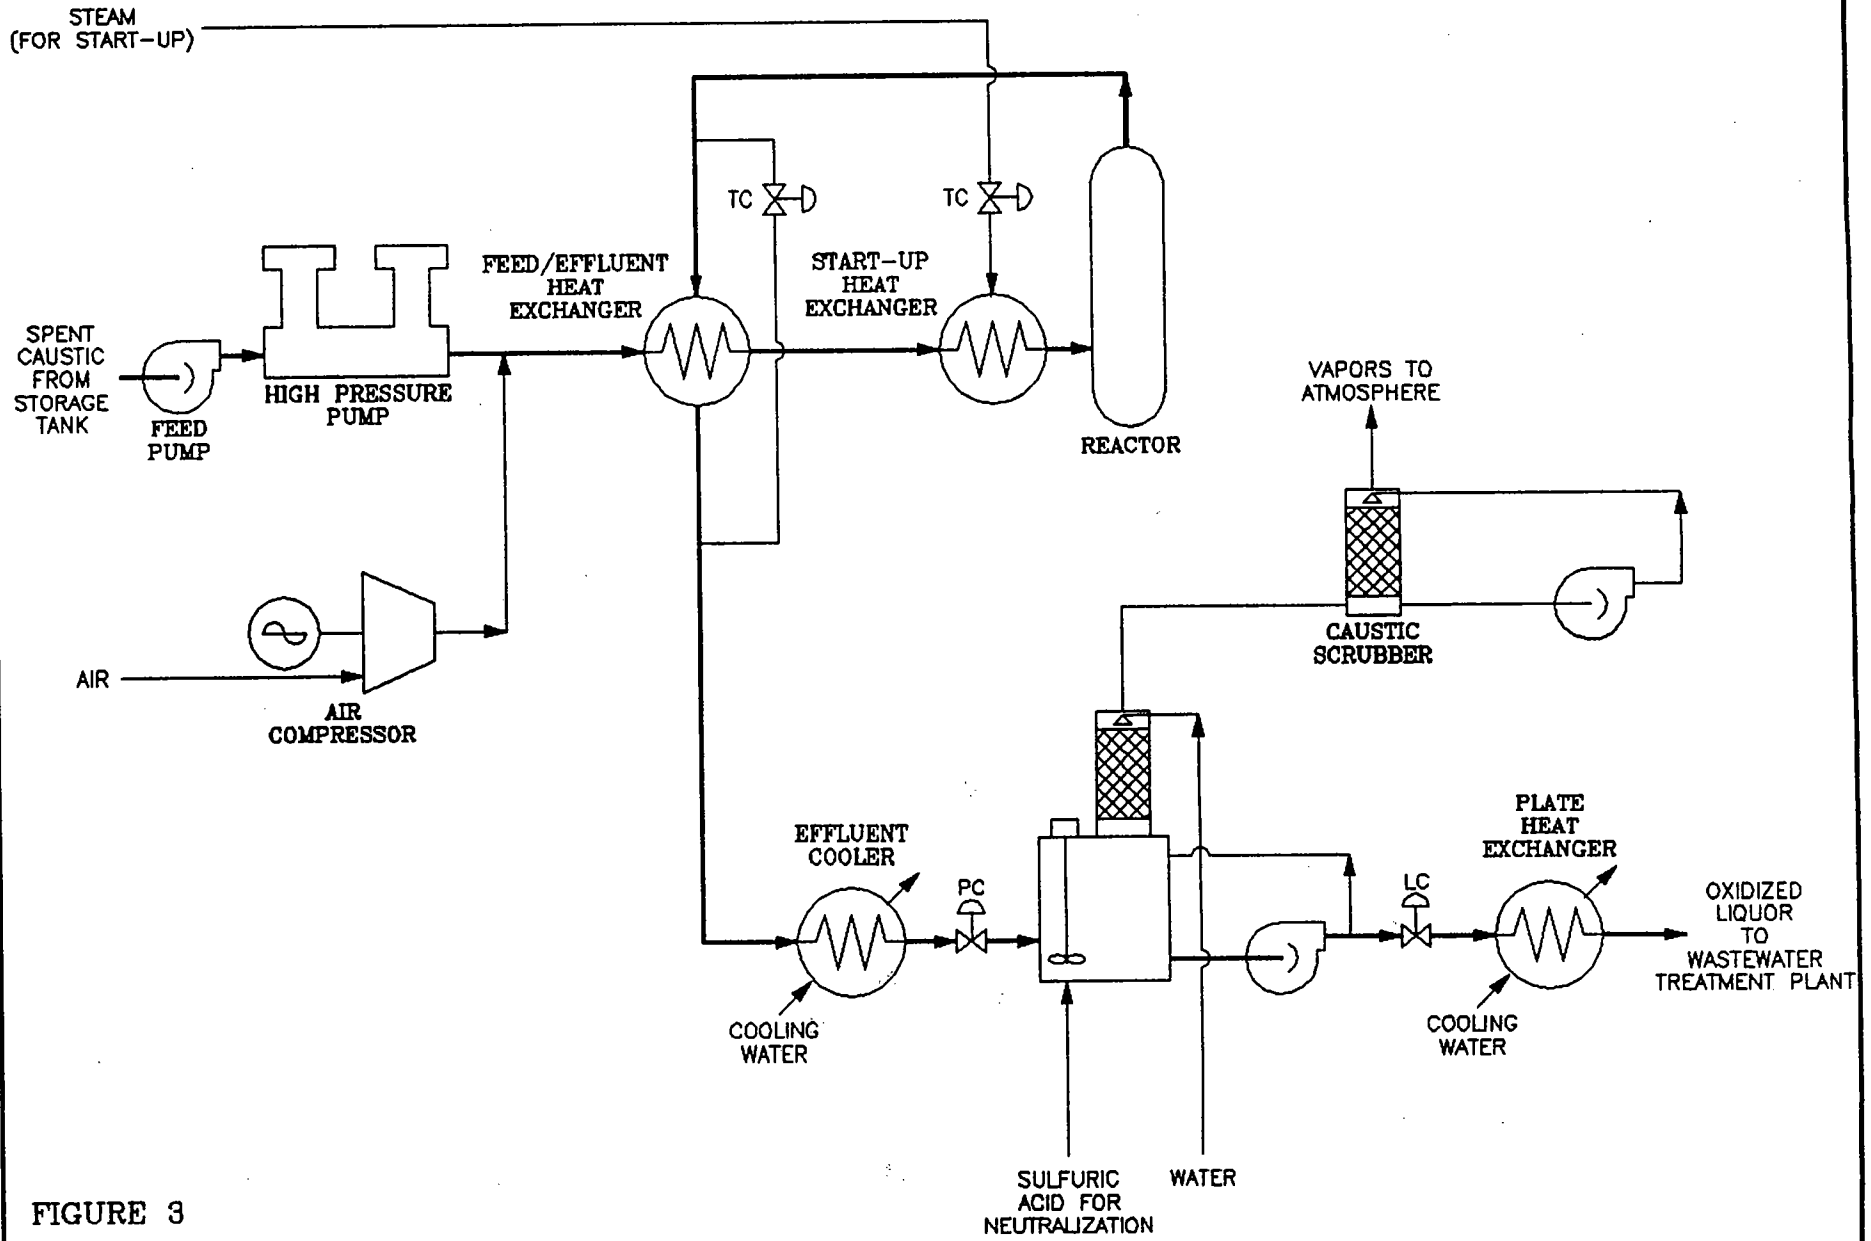 STEAM
(FOR START-UP)
TC
TC
FEED/EFFLUENT
HEAT
EXCHANGER
START-UP
HEAT
EXCHANGER
SPENT
CAUSTIC
FROM
STORAGE
TANK
FEED
PUMP
HIGH PRESSURE
PUMP
REACTOR
VAPORS TO
ATMOSPHERE
CAUSTIC
SCRUBBER
AIR
AIR
COMPRESSOR
EFFLUENT
COOLER
PC
COOLING
WATER
LC
PLATE
HEAT
EXCHANGER
COOLING
WATER
OXIDIZED
LIQUOR
TO
WASTEWATER
TREATMENT PLANT
SULFURIC
ACID FOR
NEUTRALIZATION
WATER
FIGURE 3